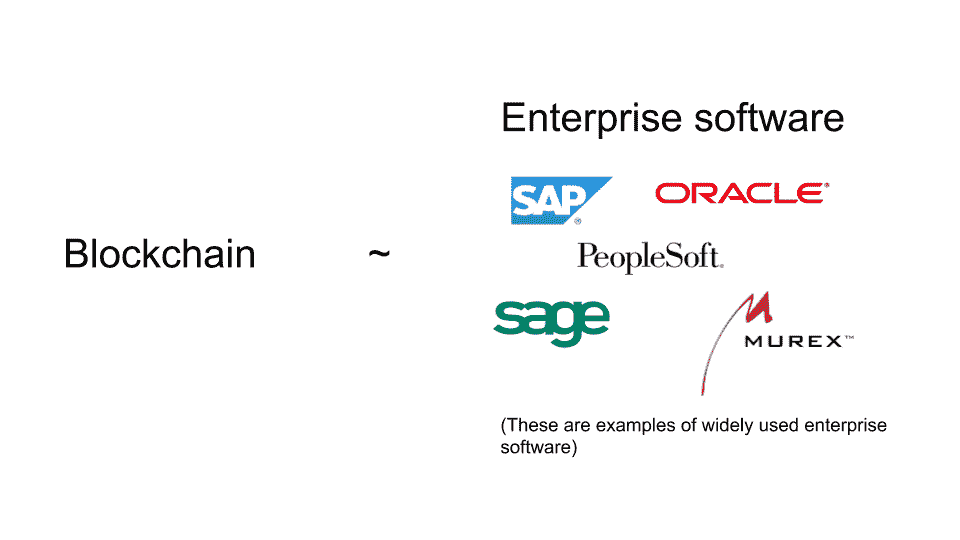 Enterprise software
SAP®
ORACLE®
Blockchain ~
PeopleSoft.
sage
MUREX™
(These are examples of widely used enterprise
software)